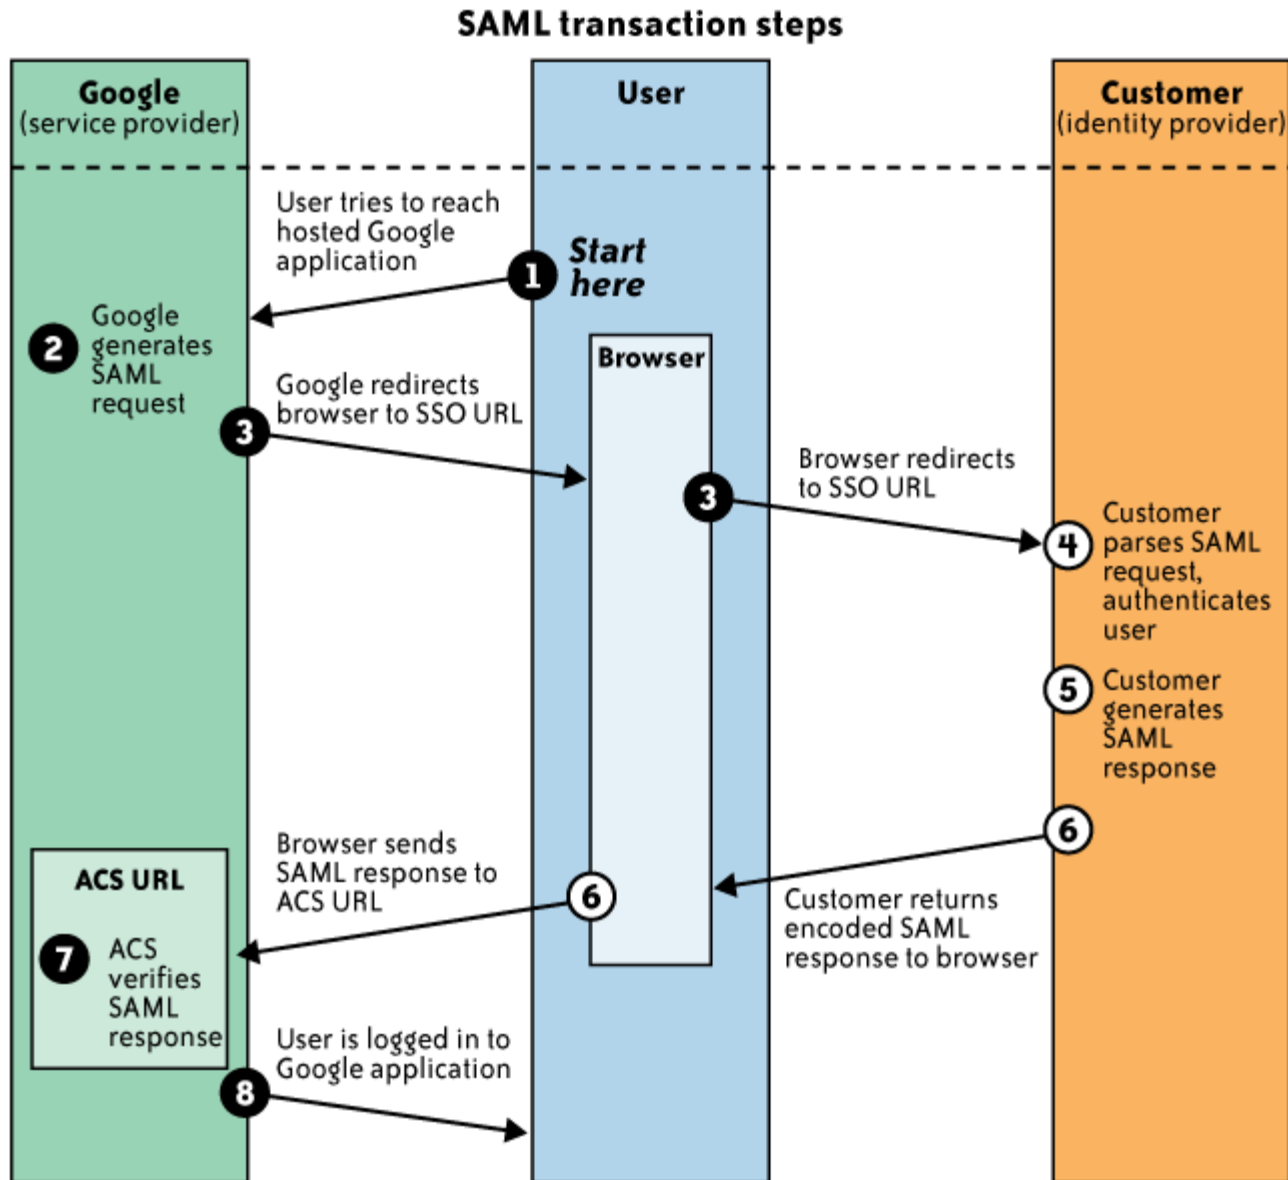 SAML transaction steps
Google
(service provider)
User
Customer
(identity provider)
User tries to reach
hosted Google
application
1
Start
here
2
Google
generates
SAML
request
Browser
Google redirects
browser to SSO URL
3
3
Browser redirects
to SSO URL
4
Customer
parses SAML
request,
authenticates
user
5
Customer
generates
SAML
response
6
Customer returns
encoded SAML
response to browser
Browser sends
SAML response to
ACS URL
6
ACS URL
7
ACS
verifies
SAML
response
User is logged in to
Google application
8